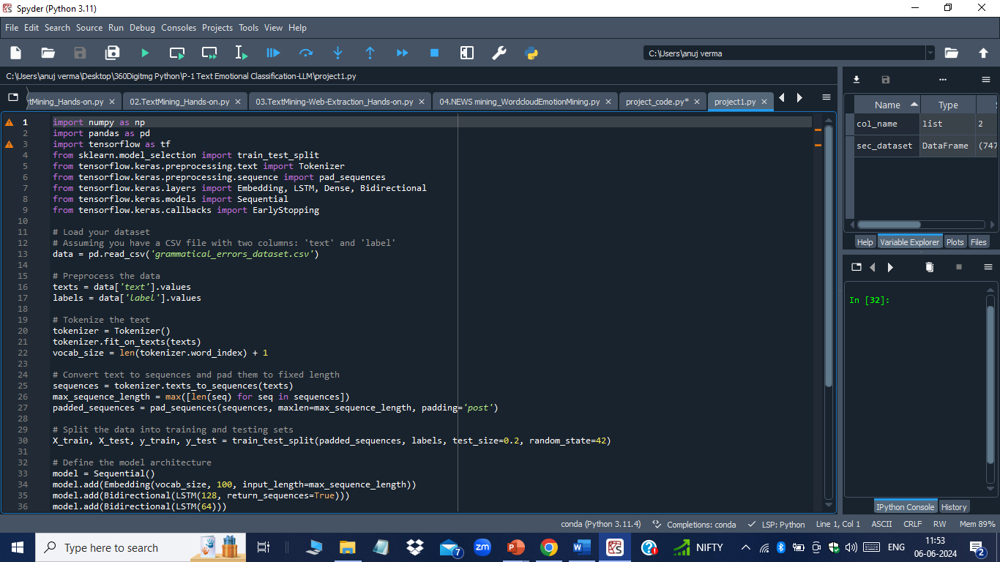 Spyder (Python 3.11)
File Edit Search Source Run Debug Consoles Projects Tools View Help
C:\Users\anuj verma
C:\Users\anuj verma\Desktop\360Digitmg Python\P-1 Text Emotional Classification-LLM\project1.py
tMining_Hands-on.py 02.TextMining_Hands-on.py 03.TextMining-Web-Extraction_Hands-on.py 04.NEWS mining_WordcloudEmotionMining.py project_code.py* project1.py
1 import numpy as np
2 import pandas as pd
3 import tensorflow as tf
4 from sklearn.model_selection import train_test_split
5 from tensorflow.keras.preprocessing.text import Tokenizer
6 from tensorflow.keras.preprocessing.sequence import pad_sequences
7 from tensorflow.keras.layers import Embedding, LSTM, Dense, Bidirectional
8 from tensorflow.keras.models import Sequential
9 from tensorflow.keras.callbacks import EarlyStopping
10
11 # Load your dataset
12 # Assuming you have a CSV file with two columns: 'text' and 'label'
13 data = pd.read_csv('grammatical_errors_dataset.csv')
14
15 # Preprocess the data
16 texts = data['text'].values
17 labels = data['label'].values
18
19 # Tokenize the text
20 tokenizer = Tokenizer()
21 tokenizer.fit_on_texts(texts)
22 vocab_size = len(tokenizer.word_index) + 1
23
24 # Convert text to sequences and pad them to fixed length
25 sequences = tokenizer.texts_to_sequences(texts)
26 max_sequence_length = max([len(seq) for seq in sequences])
27 padded_sequences = pad_sequences(sequences, maxlen=max_sequence_length, padding='post')
28
29 # Split the data into training and testing sets
30 X_train, X_test, y_train, y_test = train_test_split(padded_sequences, labels, test_size=0.2, random_state=42)
31
32 # Define the model architecture
33 model = Sequential()
34 model.add(Embedding(vocab_size, 100, input_length=max_sequence_length))
35 model.add(Bidirectional(LSTM(128, return_sequences=True)))
36 model.add(Bidirectional(LSTM(64)))
Name Type
col_name list 2
sec_dataset DataFrame (747
Help Variable Explorer Plots Files
In [32]:
IPython Console History
conda (Python 3.11.4) Completions: conda LSP: Python Line 1, Col 1 ASCII CRLF RW Mem 89%
Type here to search
7
zm
NIFTY
ENG
11:53
06-06-2024
2